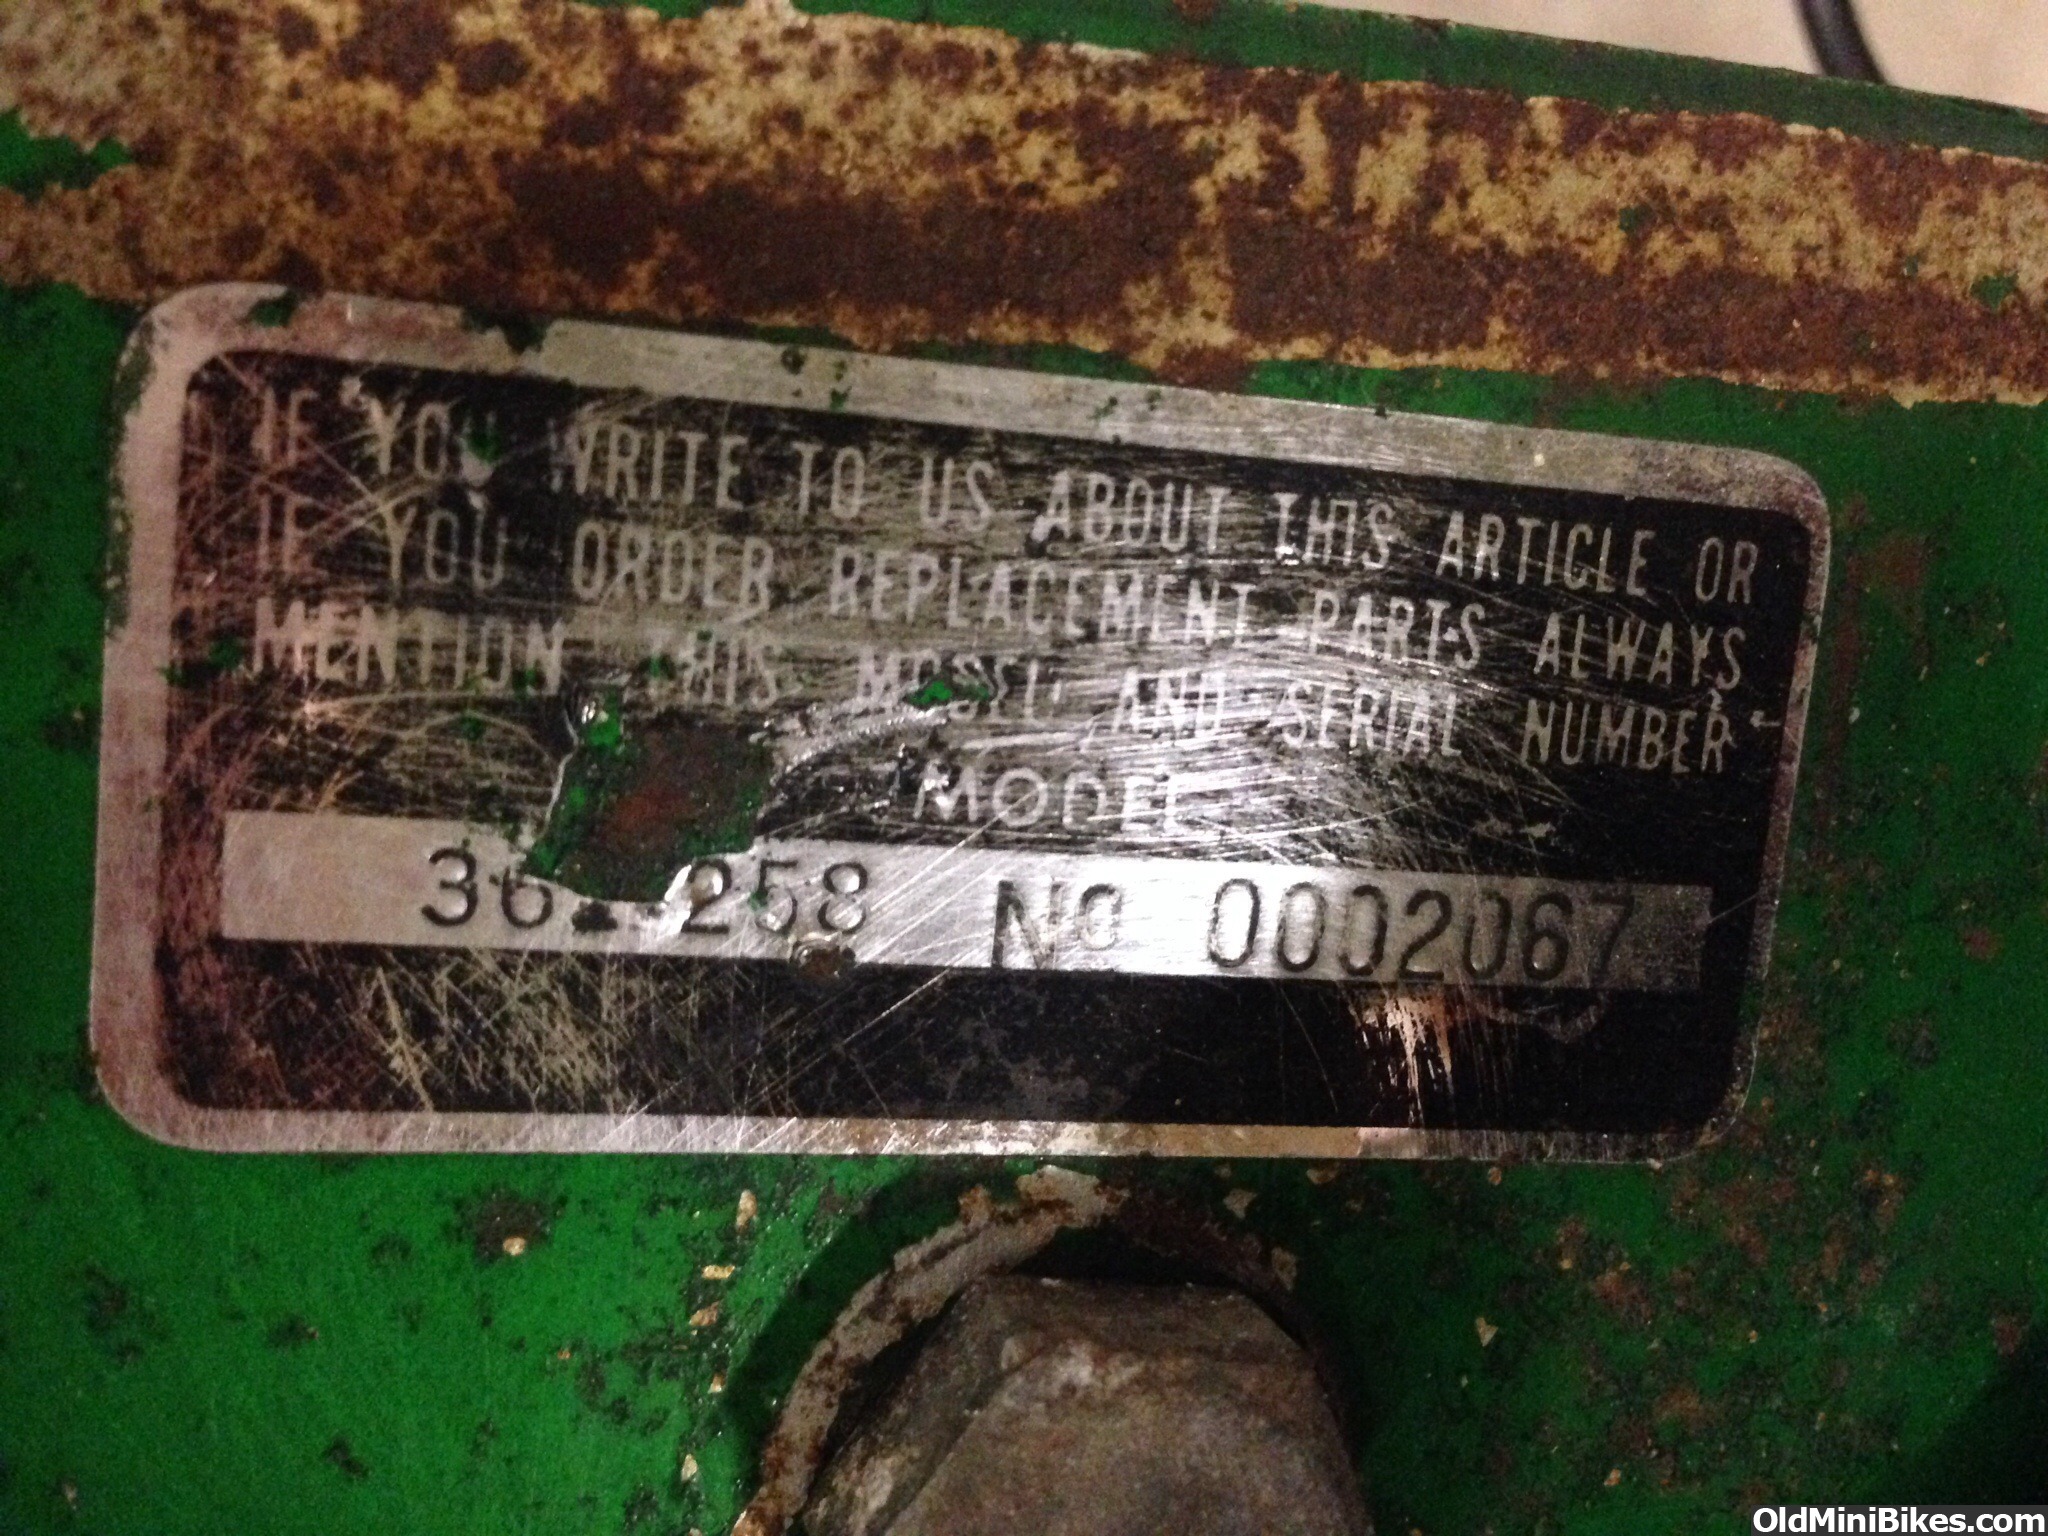 IF YOU WRITE TO US ABOUT THIS ARTICLE OR
IF YOU ORDER REPLACEMENT PARTS ALWAYS
MENTION THIS MODEL AND SERIAL NUMBER
MODEL
No 0002067
OldMiniBikes.com